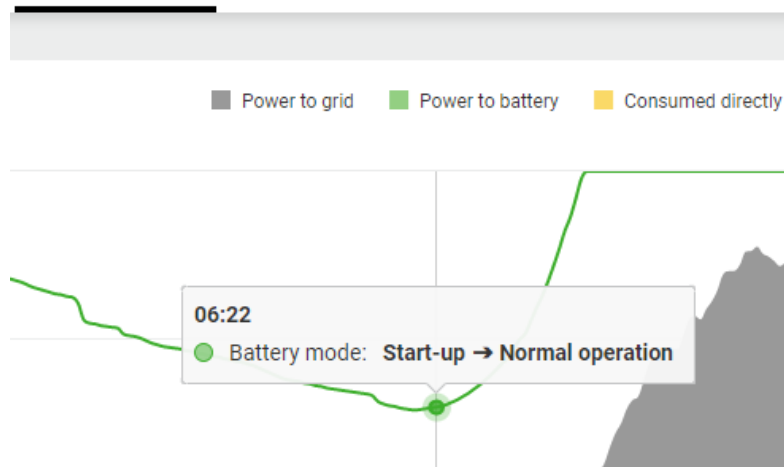 Power to grid Power to battery Consumed directly
06:22
Battery mode: Start-up ➔ Normal operation